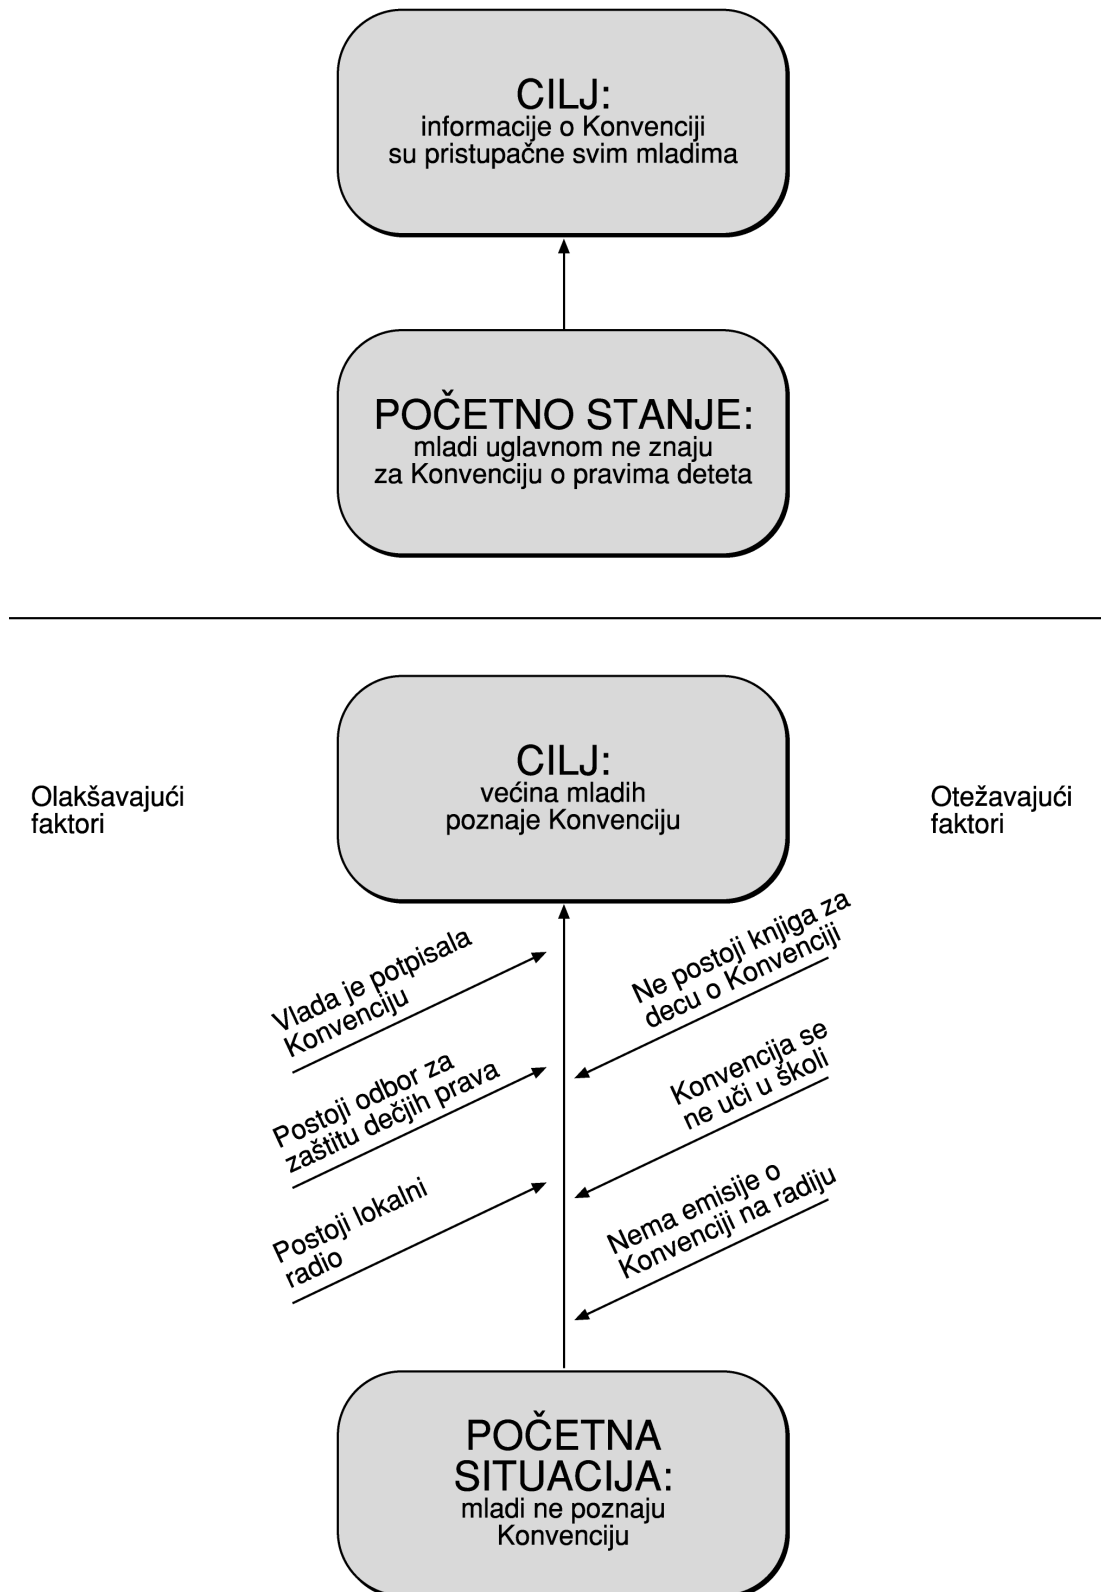 CILJ:
informacije o Konvenciji
su pristupačne svim mladima
POČETNO STANJE:
mladi uglavnom ne znaju
za Konvenciju o pravima deteta
Olakšavajući
faktori
CILJ:
većina mladih
poznaje Konvenciju
Otežavajući
faktori
Vlada je potpisala
Konvenciju
Postoji odbor za
zaštitu dečjih prava
Postoji lokalni
radio
Ne postoji knjiga za
decu o Konvenciji
Konvencija se
ne uči u školi
Nema emisije o
Konvenciji na radiju
POČETNA
SITUACIJA:
mladi ne poznaju
Konvenciju